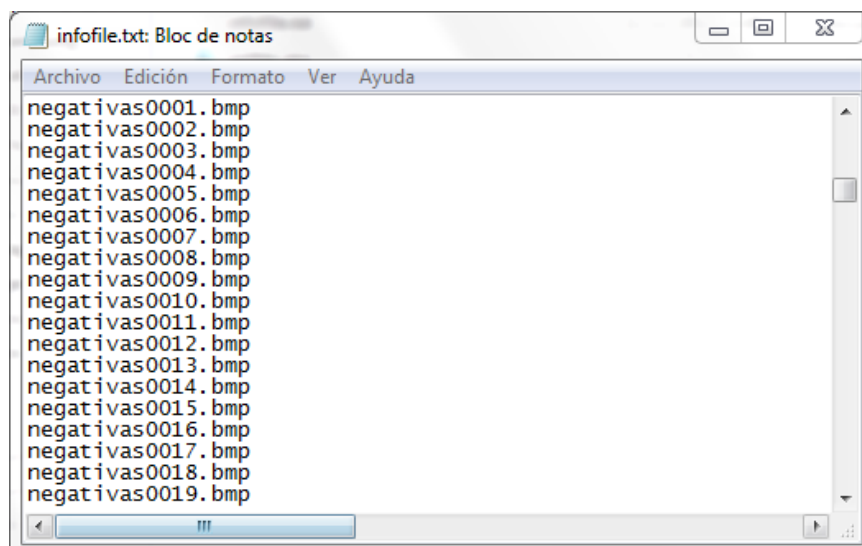 infofile.txt: Bloc de notas
Archivo Edición Formato Ver Ayuda
negativas0001.bmp
negativas0002.bmp
negativas0003.bmp
negativas0004.bmp
negativas0005.bmp
negativas0006.bmp
negativas0007.bmp
negativas0008.bmp
negativas0009.bmp
negativas0010.bmp
negativas0011.bmp
negativas0012.bmp
negativas0013.bmp
negativas0014.bmp
negativas0015.bmp
negativas0016.bmp
negativas0017.bmp
negativas0018.bmp
negativas0019.bmp